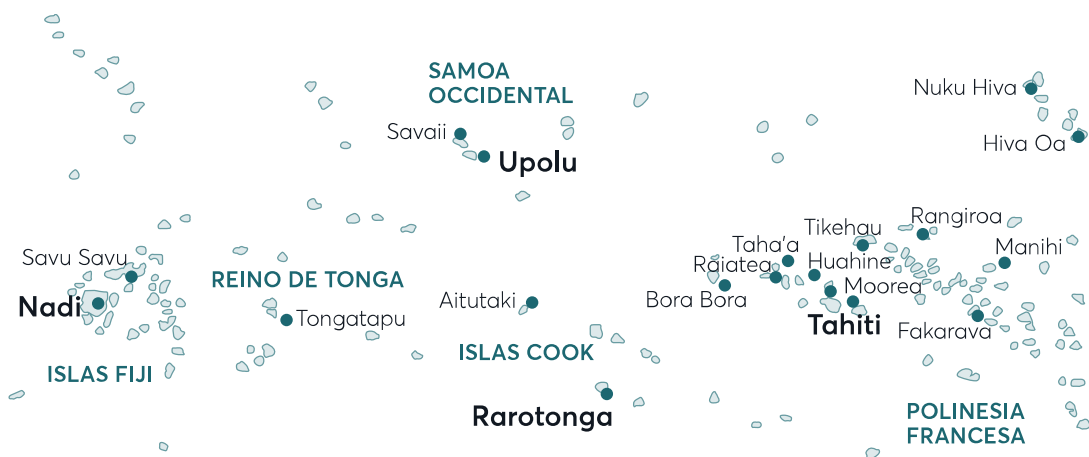 SAMOA
OCCIDENTAL
Nuku Hiva
Savaii
Hiva Oa
Upolu
Rangiroa
Tikehau
Manihi
Taha'a
Savu Savu
Huahine
Raiatea
REINO DE TONGA
Moorea
Bora Bora
Aitutaki
Nadi
Tongatapu
Tahiti
Fakarava
ISLAS COOK
ISLAS FIJI
Rarotonga
POLINESIA
FRANCESA